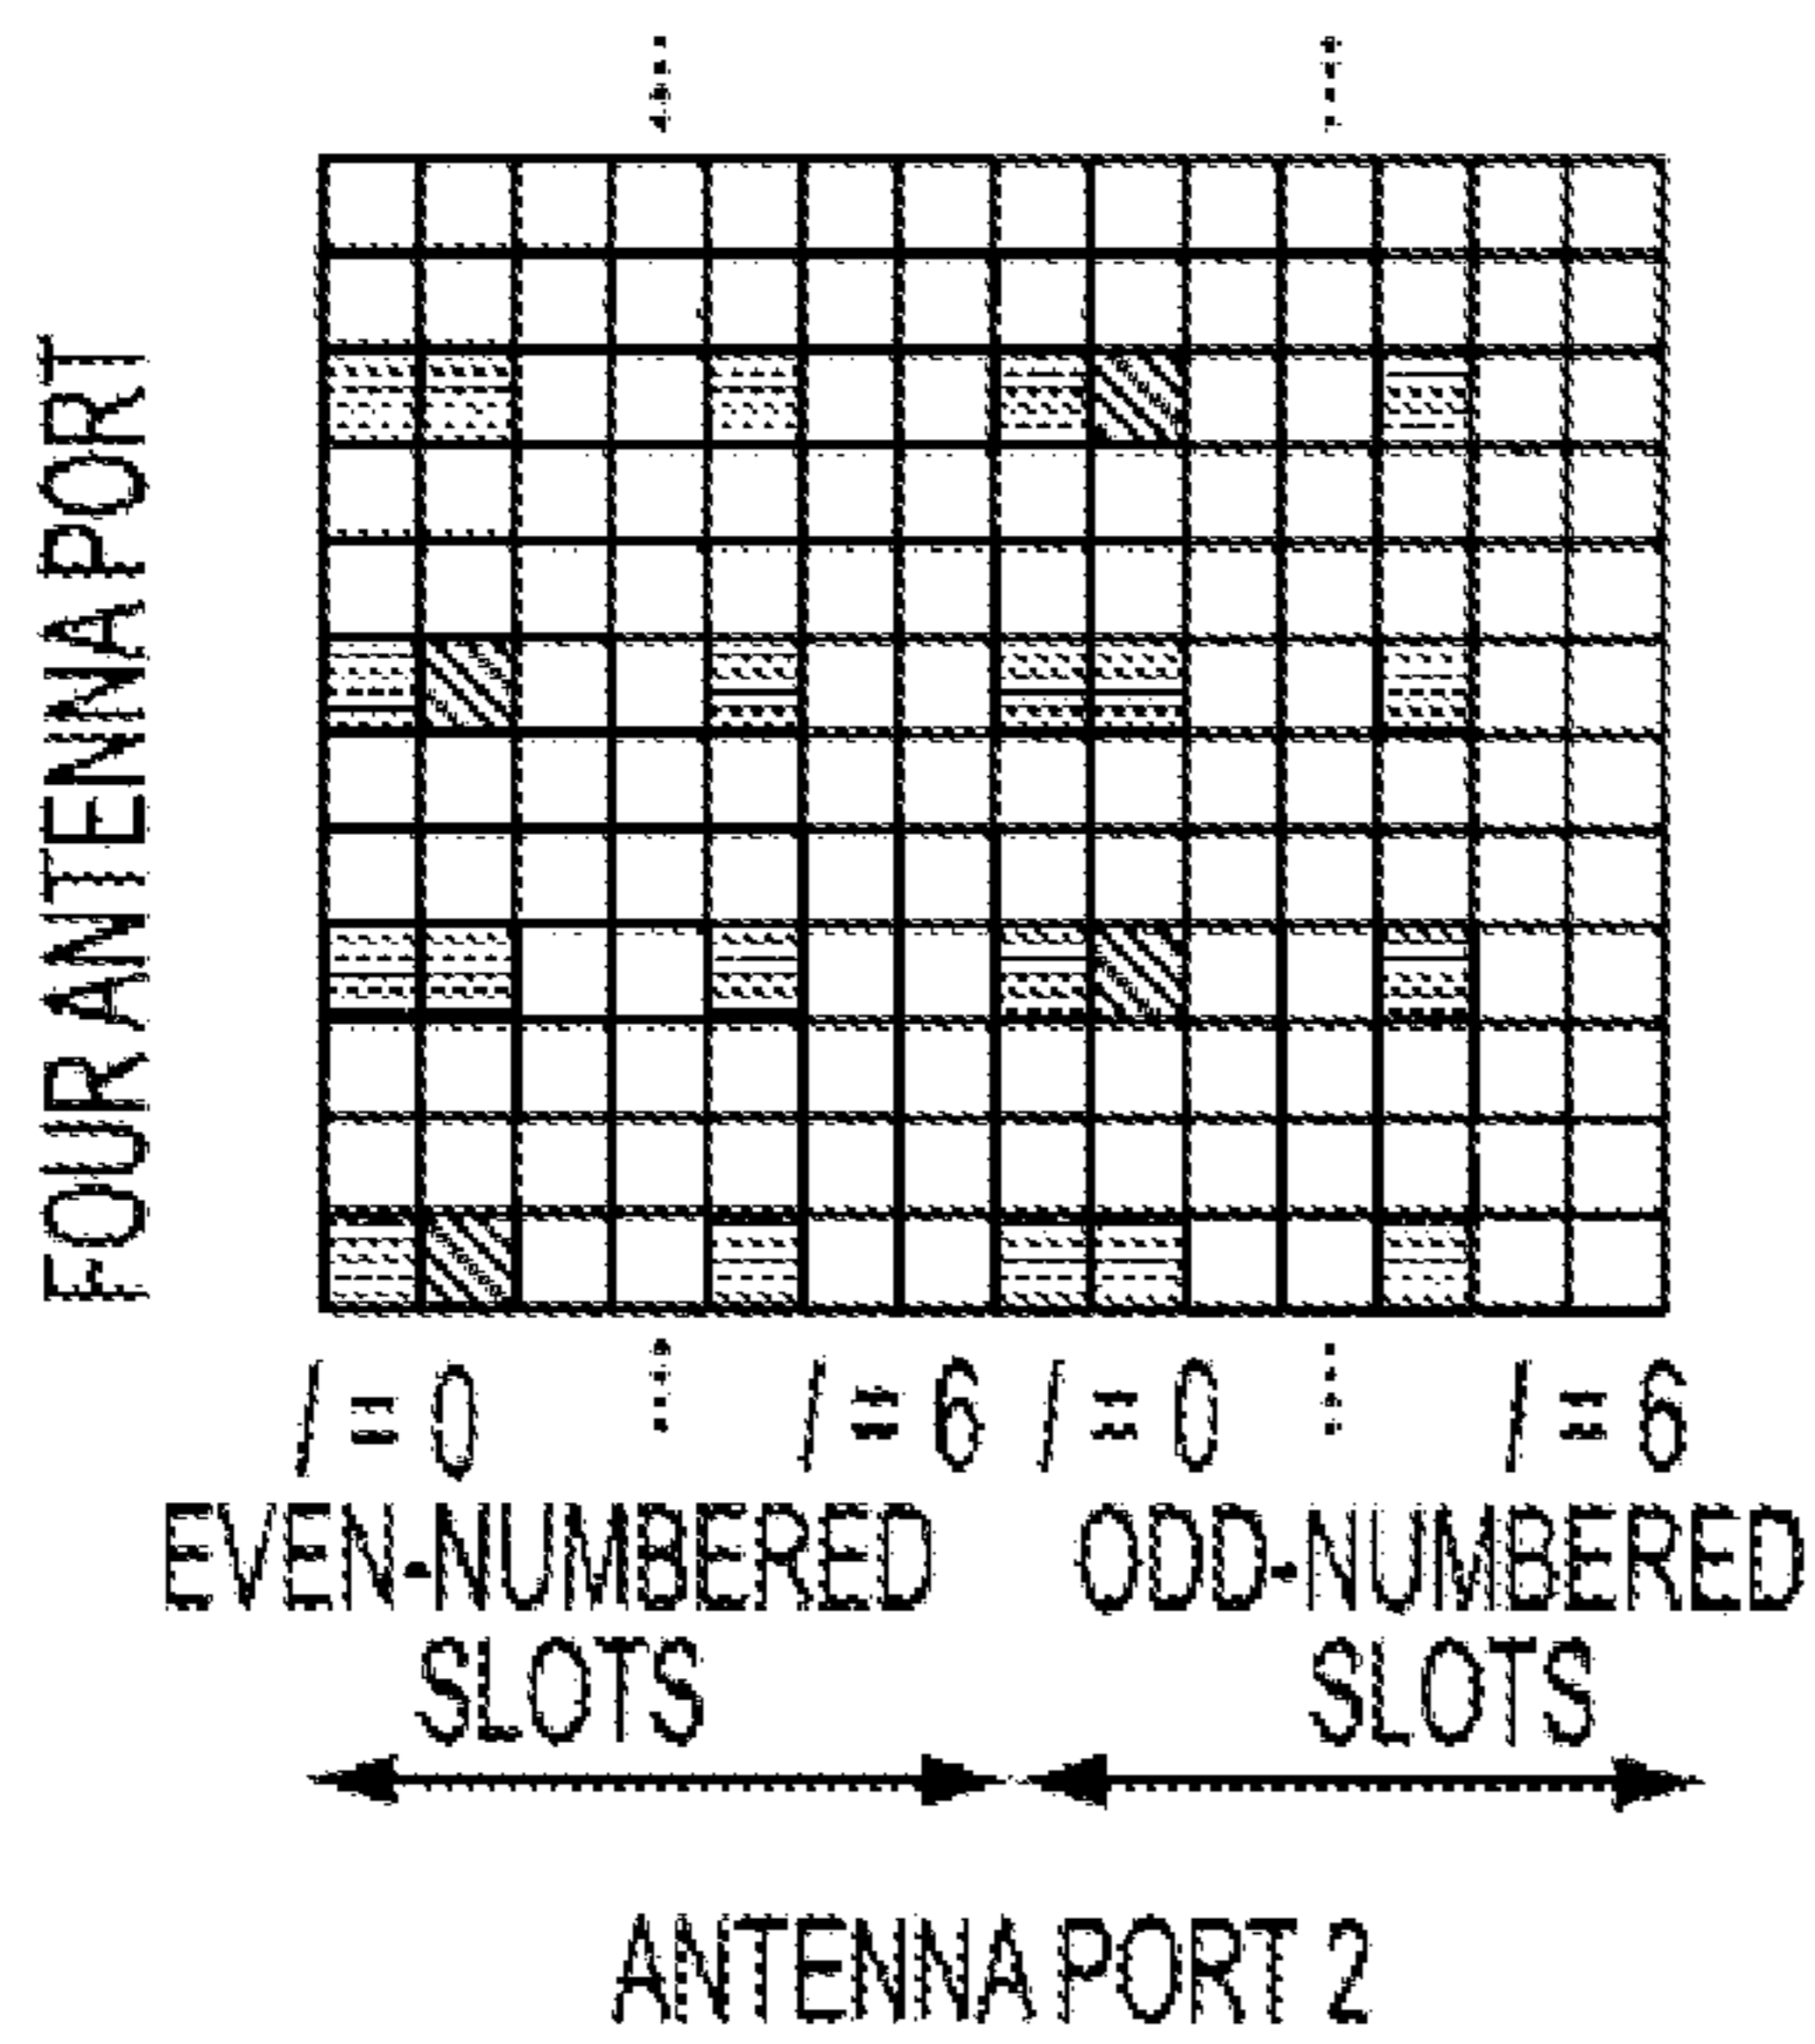 FOUR ANTENNA PORT
l = 0 l = 6 l = 0 l = 6
EVEN-NUMBERED ODD-NUMBERED
SLOTS SLOTS
ANTENNA PORT 2